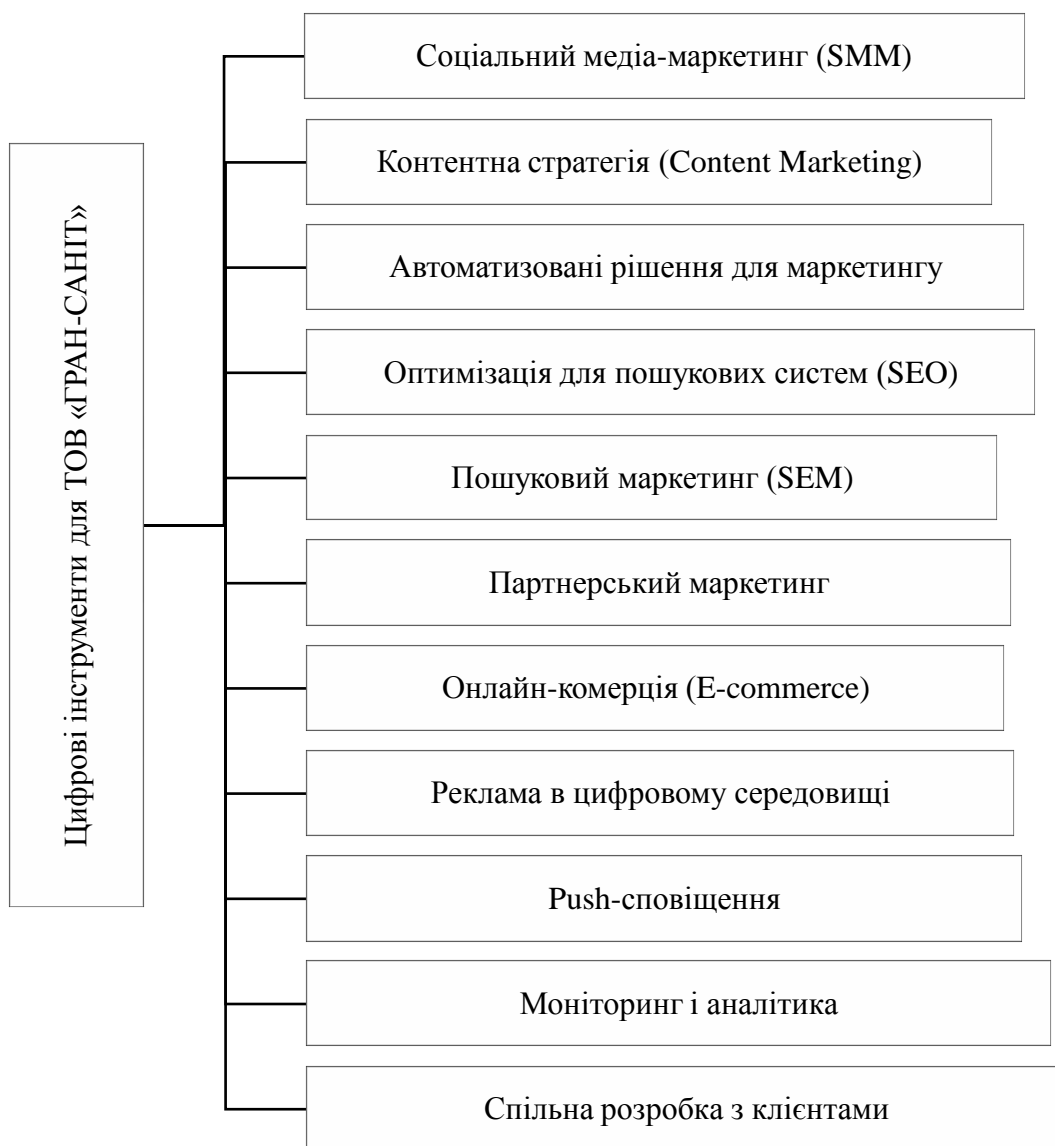 Цифрові інструменти для ТОВ «ГРАН-САНІТ»
Соціальний медіа-маркетинг (SMM)
Контентна стратегія (Content Marketing)
Автоматизовані рішення для маркетингу
Оптимізація для пошукових систем (SEO)
Пошуковий маркетинг (SEM)
Партнерський маркетинг
Онлайн-комерція (E-commerce)
Реклама в цифровому середовищі
Push-сповіщення
Моніторинг і аналітика
Спільна розробка з клієнтами